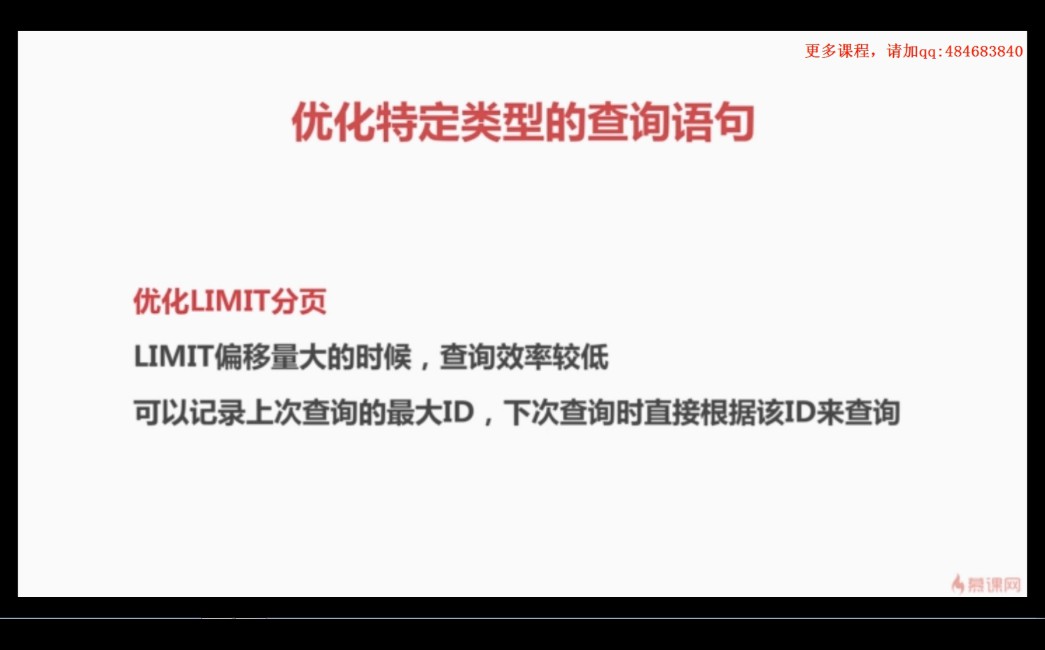 更多课程，请加qq:484683840
优化特定类型的查询语句
优化LIMIT分页
LIMIT偏移量大的时候，查询效率较低
可以记录上次查询的最大ID，下次查询时直接根据该ID来查询
慕课网